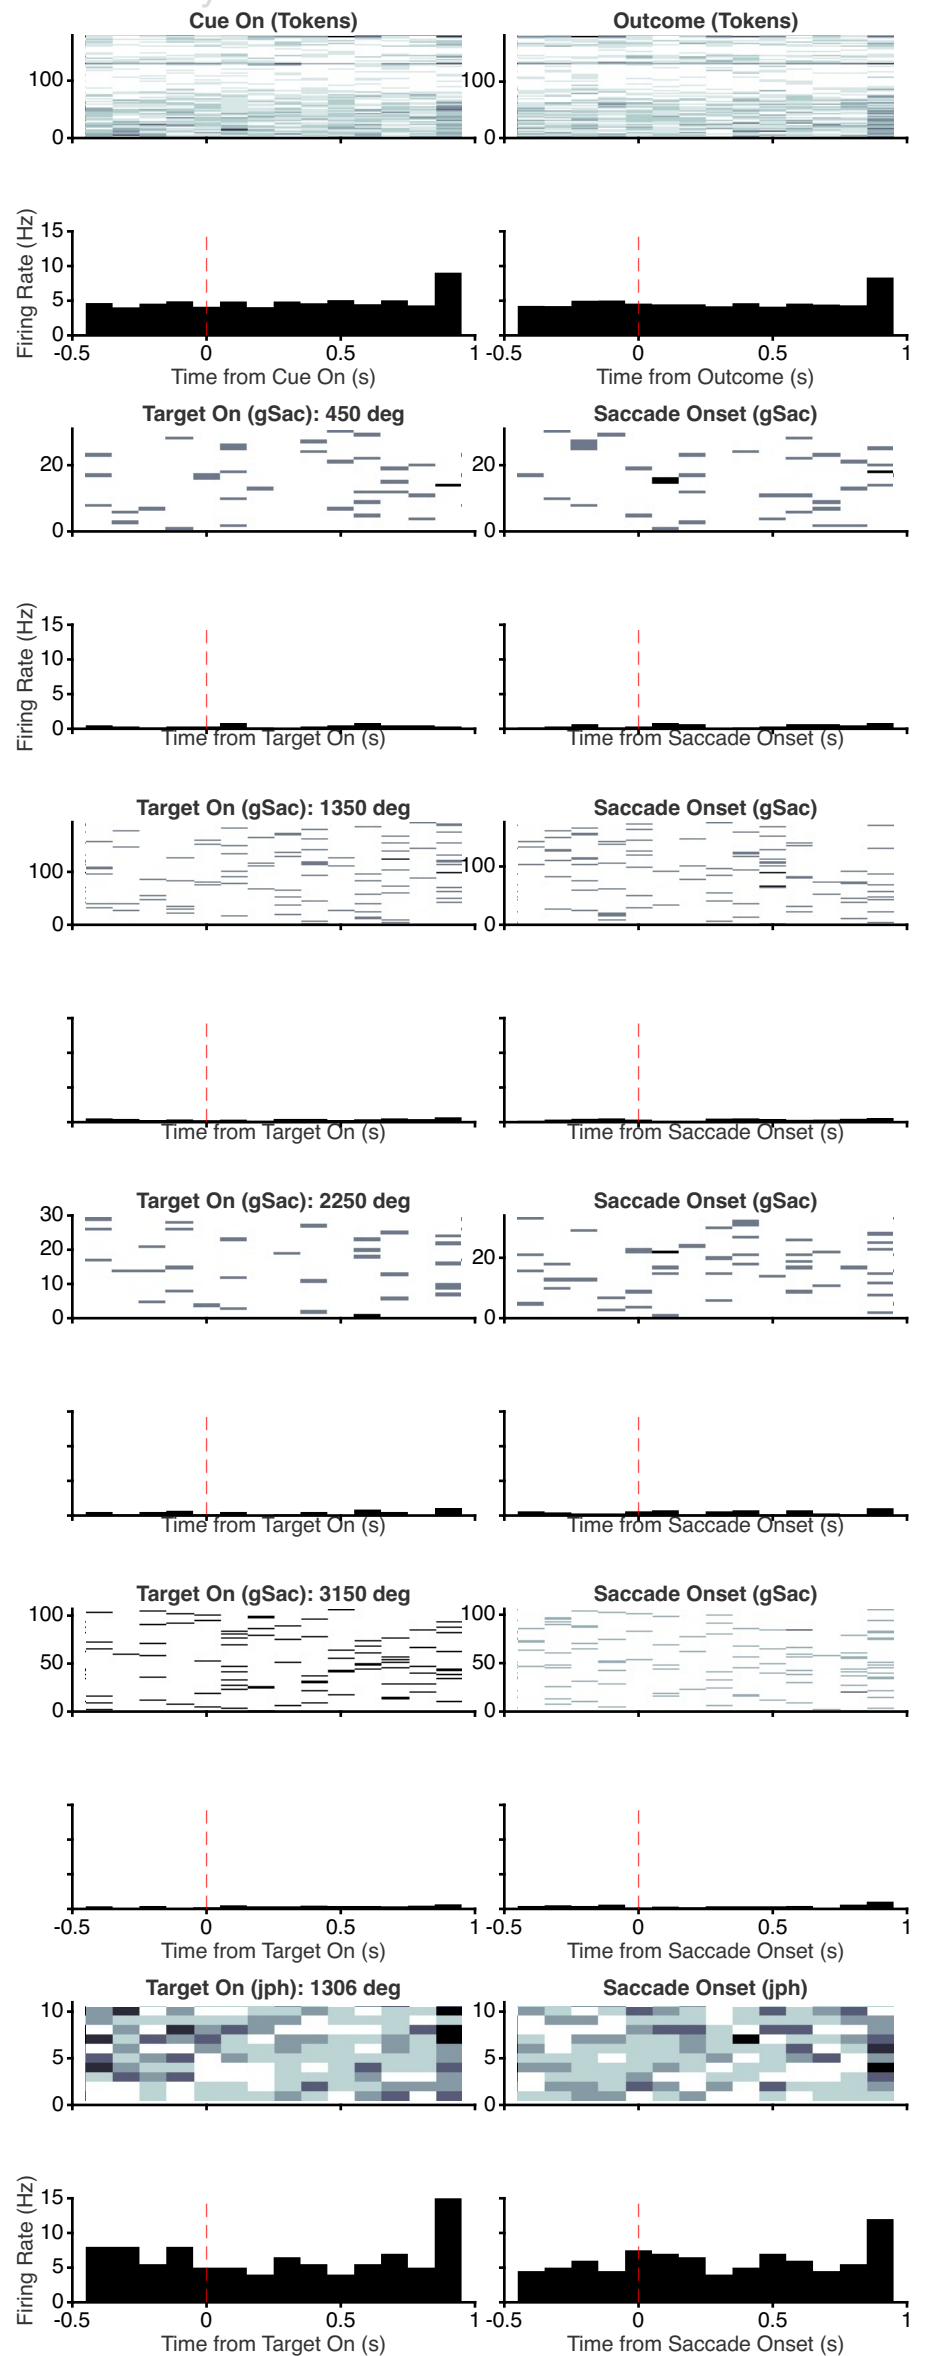 Cue On (Tokens) Outcome (Tokens)
100 100
0 0
Firing Rate (Hz)
15
10
5
0
-0.5 0 0.5 1 -0.5 0 0.5 1
Time from Cue On (s) Time from Outcome (s)
Target On (gSac): 450 deg Saccade Onset (gSac)
20 20
0 0
Firing Rate (Hz)
15
10
5
0
Time from Target On (s) Time from Saccade Onset (s)
Target On (gSac): 1350 deg Saccade Onset (gSac)
100 100
0 0
Time from Target On (s) Time from Saccade Onset (s)
Target On (gSac): 2250 deg Saccade Onset (gSac)
30
20 20
10
0 0
Time from Target On (s) Time from Saccade Onset (s)
Target On (gSac): 3150 deg Saccade Onset (gSac)
100 100
50 50
0 0
-0.5 0 0.5 1 -0.5 0 0.5 1
Time from Target On (s) Time from Saccade Onset (s)
Target On (jph): 1306 deg Saccade Onset (jph)
10 10
5 5
0 0
Firing Rate (Hz)
15
10
5
0
-0.5 0 0.5 1 -0.5 0 0.5 1
Time from Target On (s) Time from Saccade Onset (s)